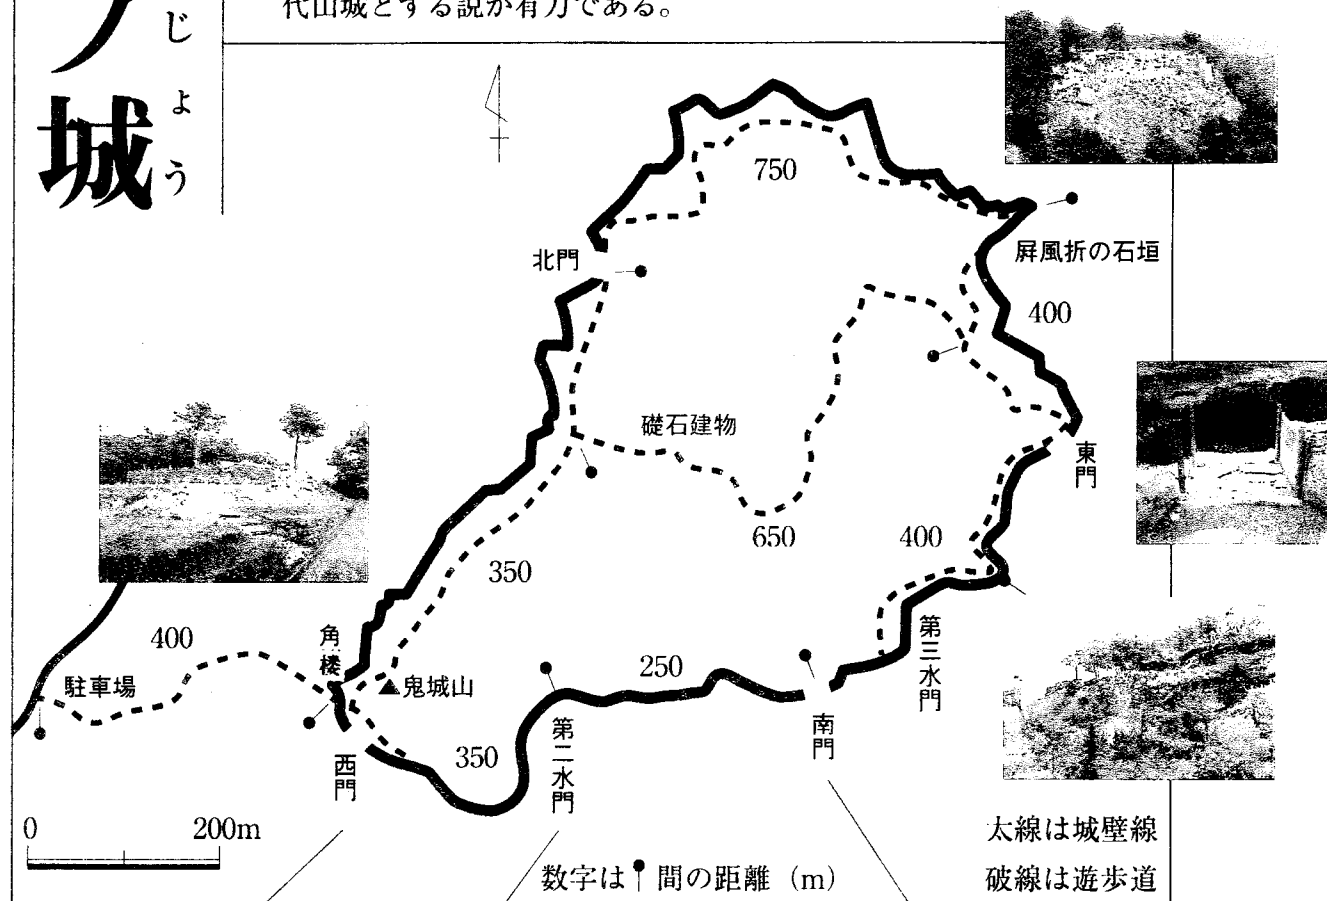 代山城とする説が有力である。
城
じょう
750
北門
屛風折の石垣
400
礎石建物
東門
650
400
350
400
角楼
第三水門
駐車場
鬼城山
250
西門
350
第二水門
南門
0 200m
太線は城壁線
数字は 間の距離（m）
破線は遊歩道